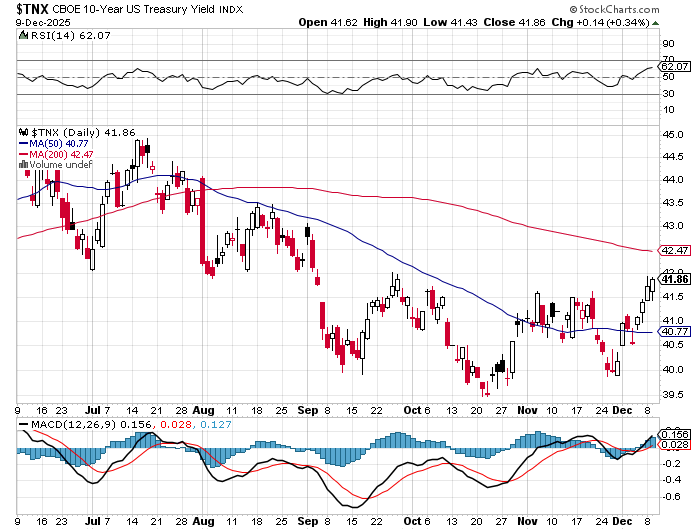 $TNX CBOE 10-Year US Treasury Yield INDX
© StockCharts.com
9-Dec-2025
Open 41.62 High 41.90 Low 41.43 Close 41.86 Chg +0.14 (+0.34%)
RSI(14) 62.07
90
70
62.07
50
30
10
$TNX (Daily) 41.86
MA(50) 40.77
MA(200) 42.47
Volume undef
45.0
44.5
44.0
43.5
43.0
42.47
42.0
41.86
41.5
41.0
40.77
40.5
40.0
39.5
9 16 23 Jul 7 14 21 28 Aug 11 18 25 Sep 8 15 22 Oct 6 13 20 27 Nov 10 17 24 Dec 8
MACD(12,26,9) 0.156, 0.028, 0.127
0.156
0.028
-0.2
-0.4
-0.6
9 16 23 Jul 7 14 21 28 Aug 11 18 25 Sep 8 15 22 Oct 6 13 20 27 Nov 10 17 24 Dec 8